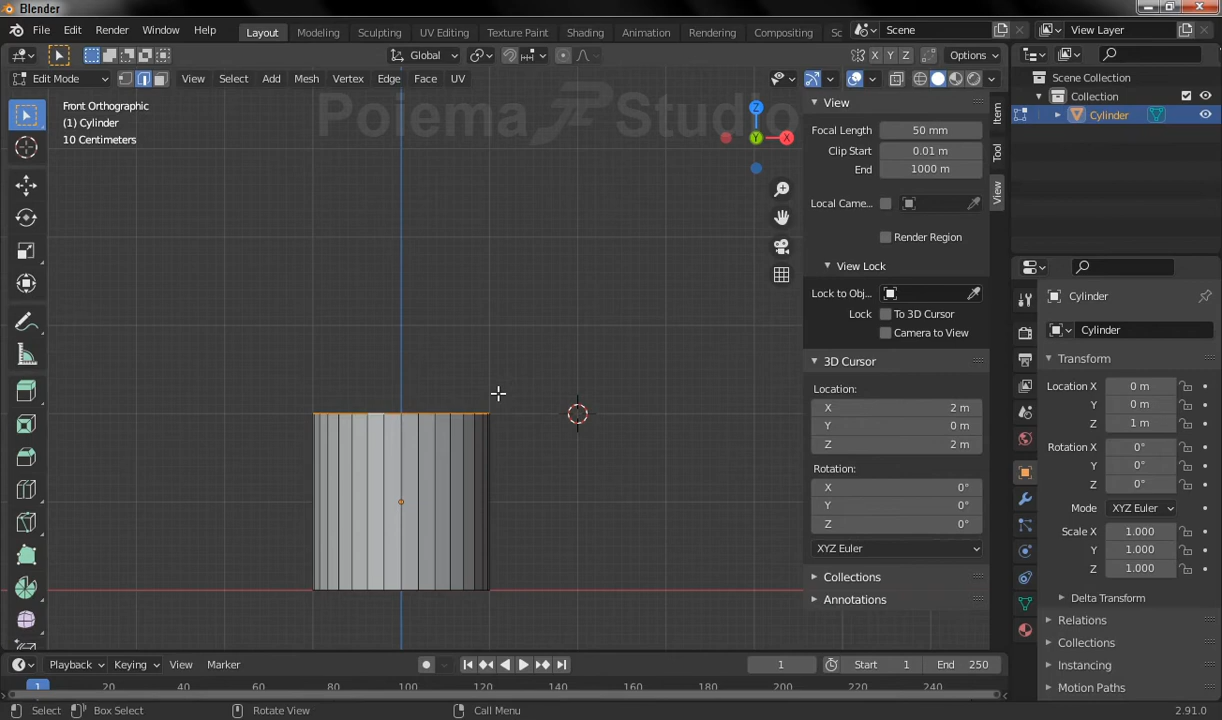 Blender
File Edit Render Window Help Layout Modeling Sculpting UV Editing Texture Paint Shading Animation Rendering Compositing Sc Scene View Layer
Global X Y Z Options
Edit Mode View Select Add Mesh Vertex Edge Face UV
Poiema Studio
Front Orthographic
(1) Cylinder
10 Centimeters
Z
Y
X
View
Focal Length 50 mm
Clip Start 0.01 m
End 1000 m
Local Came...
Render Region
View Lock
Lock to Obj...
Lock To 3D Cursor
Camera to View
3D Cursor
Location:
X 2 m
Y 0 m
Z 2 m
Rotation:
X 0°
Y 0°
Z 0°
XYZ Euler
Collections
Annotations
Item
Tool
View
Scene Collection
Collection
Cylinder
Cylinder
Cylinder
Transform
Location X 0 m
Y 0 m
Z 1 m
Rotation X 0°
Y 0°
Z 0°
Mode XYZ Euler
Scale X 1.000
Y 1.000
Z 1.000
Delta Transform
Relations
Collections
Instancing
Motion Paths
Playback Keying View Marker 1 Start 1 End 250
1 20 40 60 80 100 120 140 160 180 200 220 240
Select Box Select Rotate View Call Menu 2.91.0